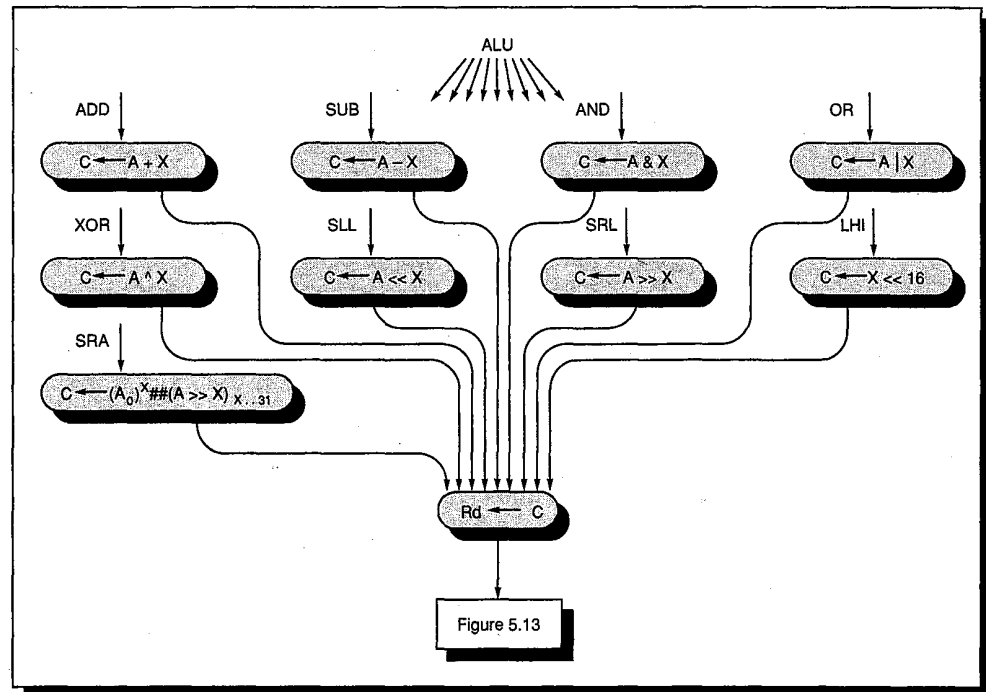 ALU
ADD
SUB
AND
OR
C ← A + X
C ← A − X
C ← A & X
C ← A | X
XOR
SLL
SRL
LHI
C ← A ^ X
C ← A << X
C ← A >> X
C ← X << 16
SRA
C ← (A₀)ˣ##(A >> X) X . . 31
Rd ← C
Figure 5.13